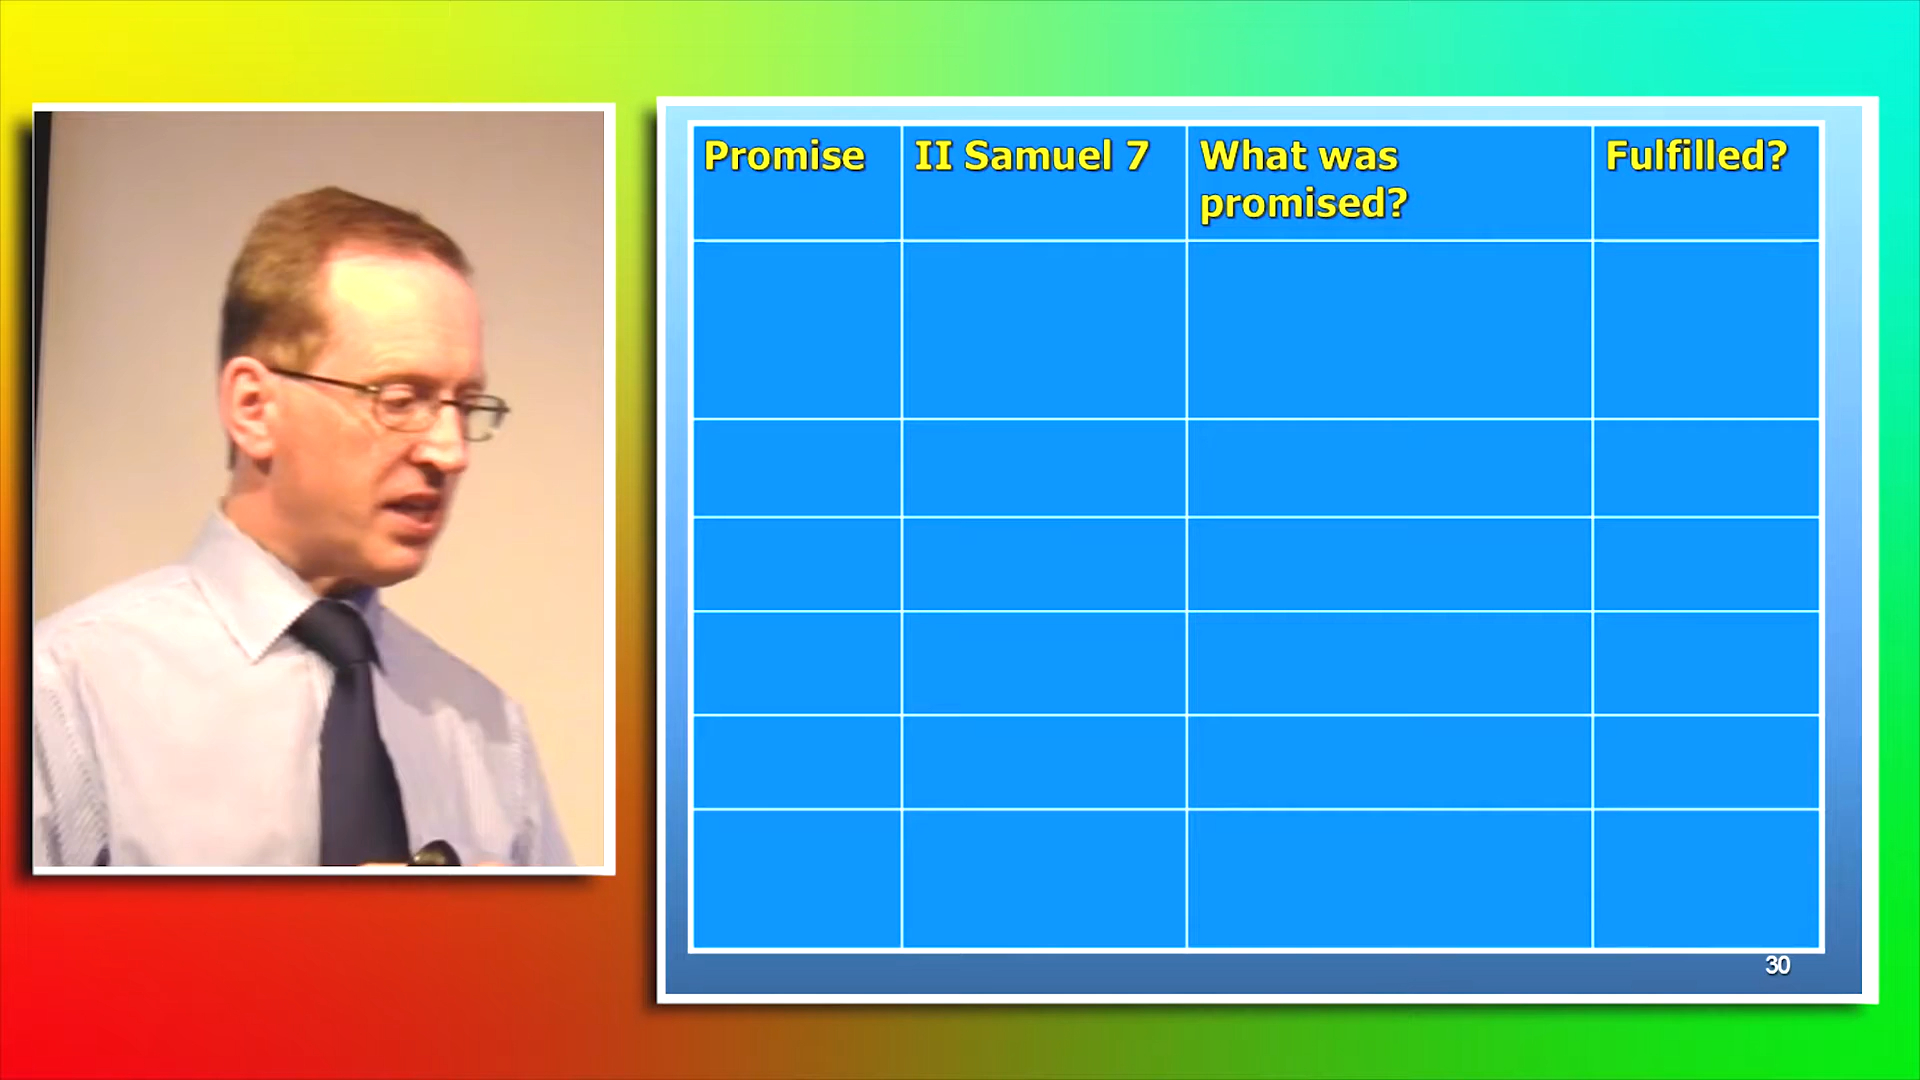 Promise
II Samuel 7
What was
promised?
Fulfilled?
30